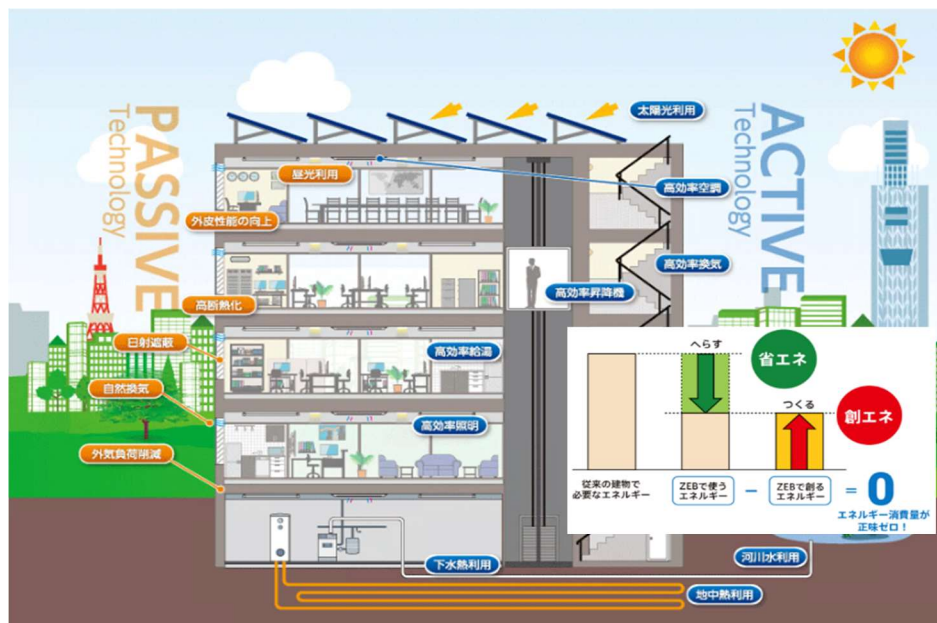 PASSIVE
Technology
ACTIVE
Technology
太陽光利用
昼光利用
高効率空調
外皮性能の向上
高効率換気
高断熱化
高効率昇降機
日射遮蔽
高効率給湯
自然換気
高効率照明
外気負荷削減
下水熱利用
河川水利用
地中熱利用
へらす
省エネ
つくる
創エネ
従来の建物で
必要なエネルギー
ZEBで使う
エネルギー
−
ZEBで創る
エネルギー
= 0
エネルギー消費量が
正味ゼロ！